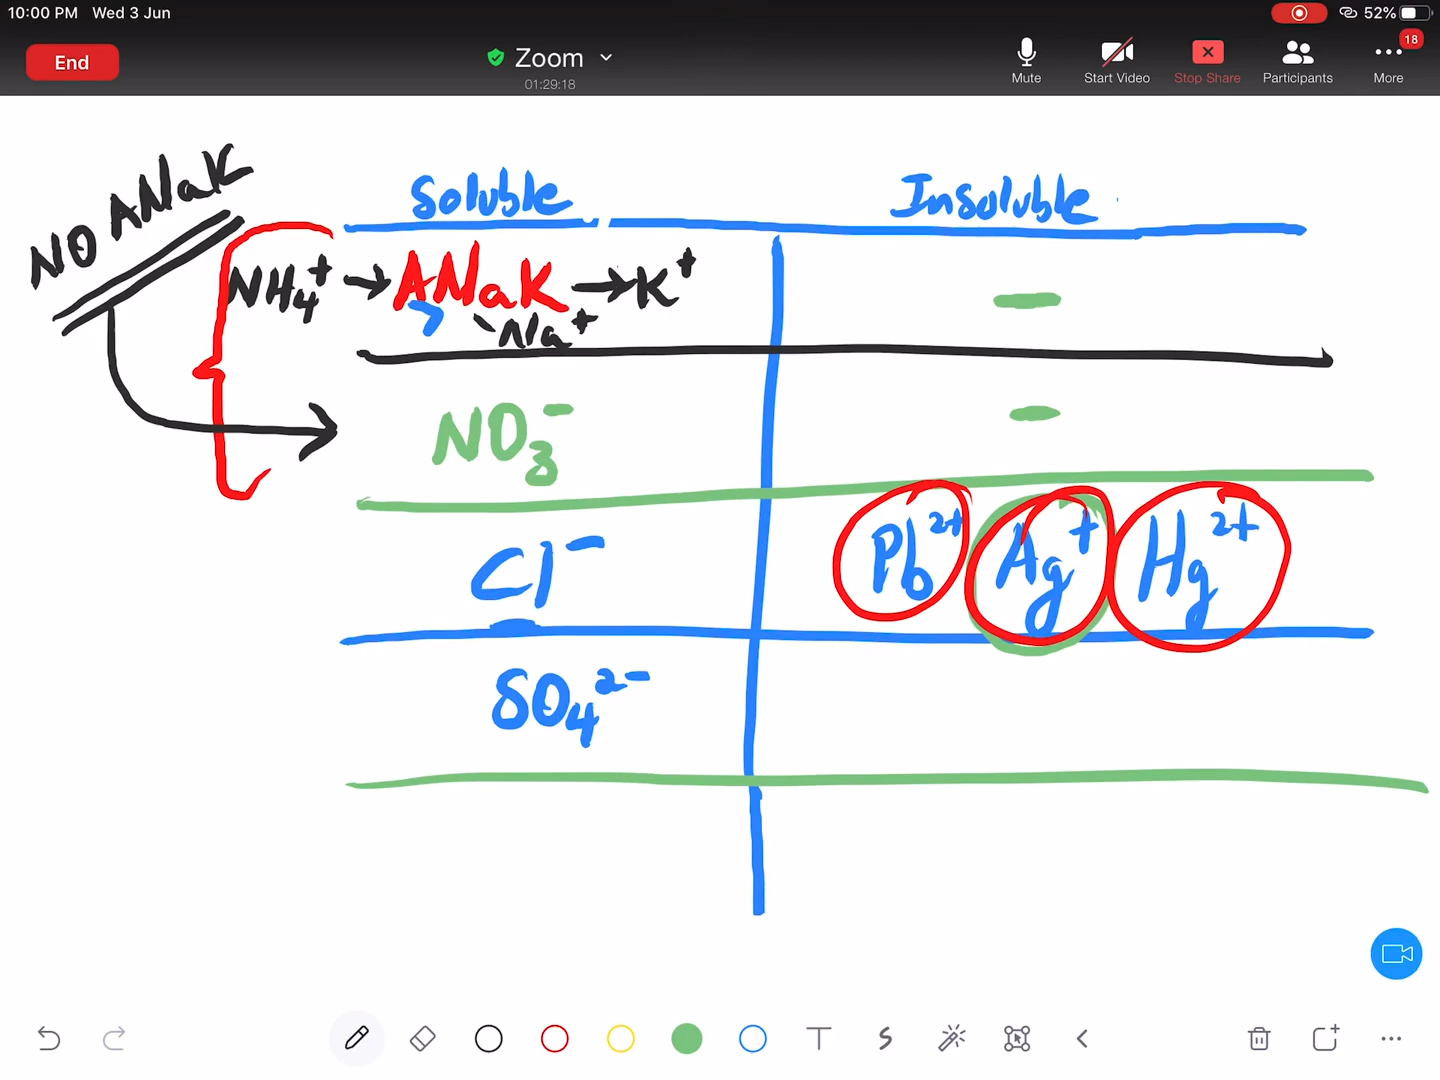 10:00 PM Wed 3 Jun 52%
End Zoom 01:29:18 Mute Start Video Stop Share Participants More 18
NO ANaK
Soluble Insoluble
NH₄⁺ → ANaK → K⁺ –
Na⁺
NO₃⁻ –
Cl⁻ Pb²⁺ Ag⁺ Hg²⁺
SO₄²⁻
T